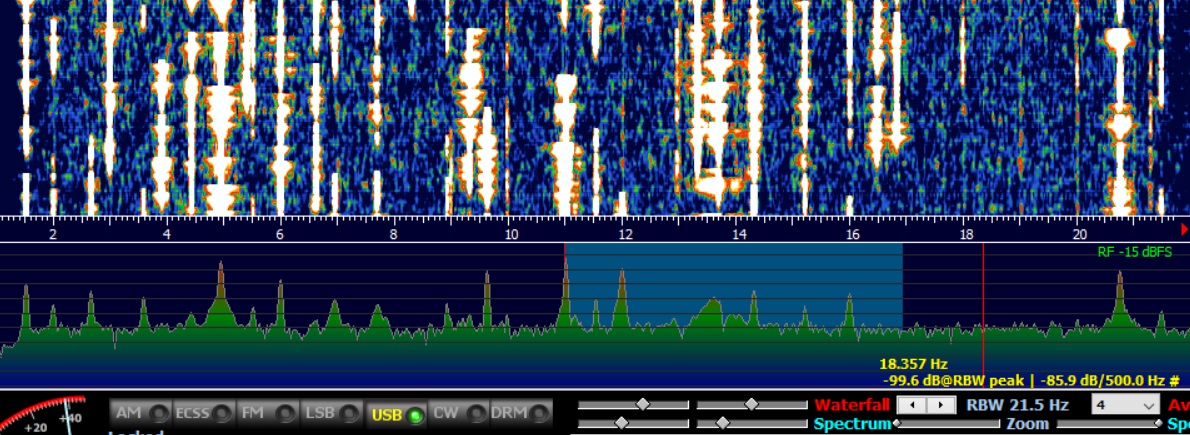 2 4 6 8 10 12 14 16 18 20
RF -15 dBFS
18.357 Hz
-99.6 dB@RBW peak | -85.9 dB/500.0 Hz #
+20 +40 AM ECSS FM LSB USB CW DRM Waterfall RBW 21.5 Hz 4
Spectrum Zoom
Locked